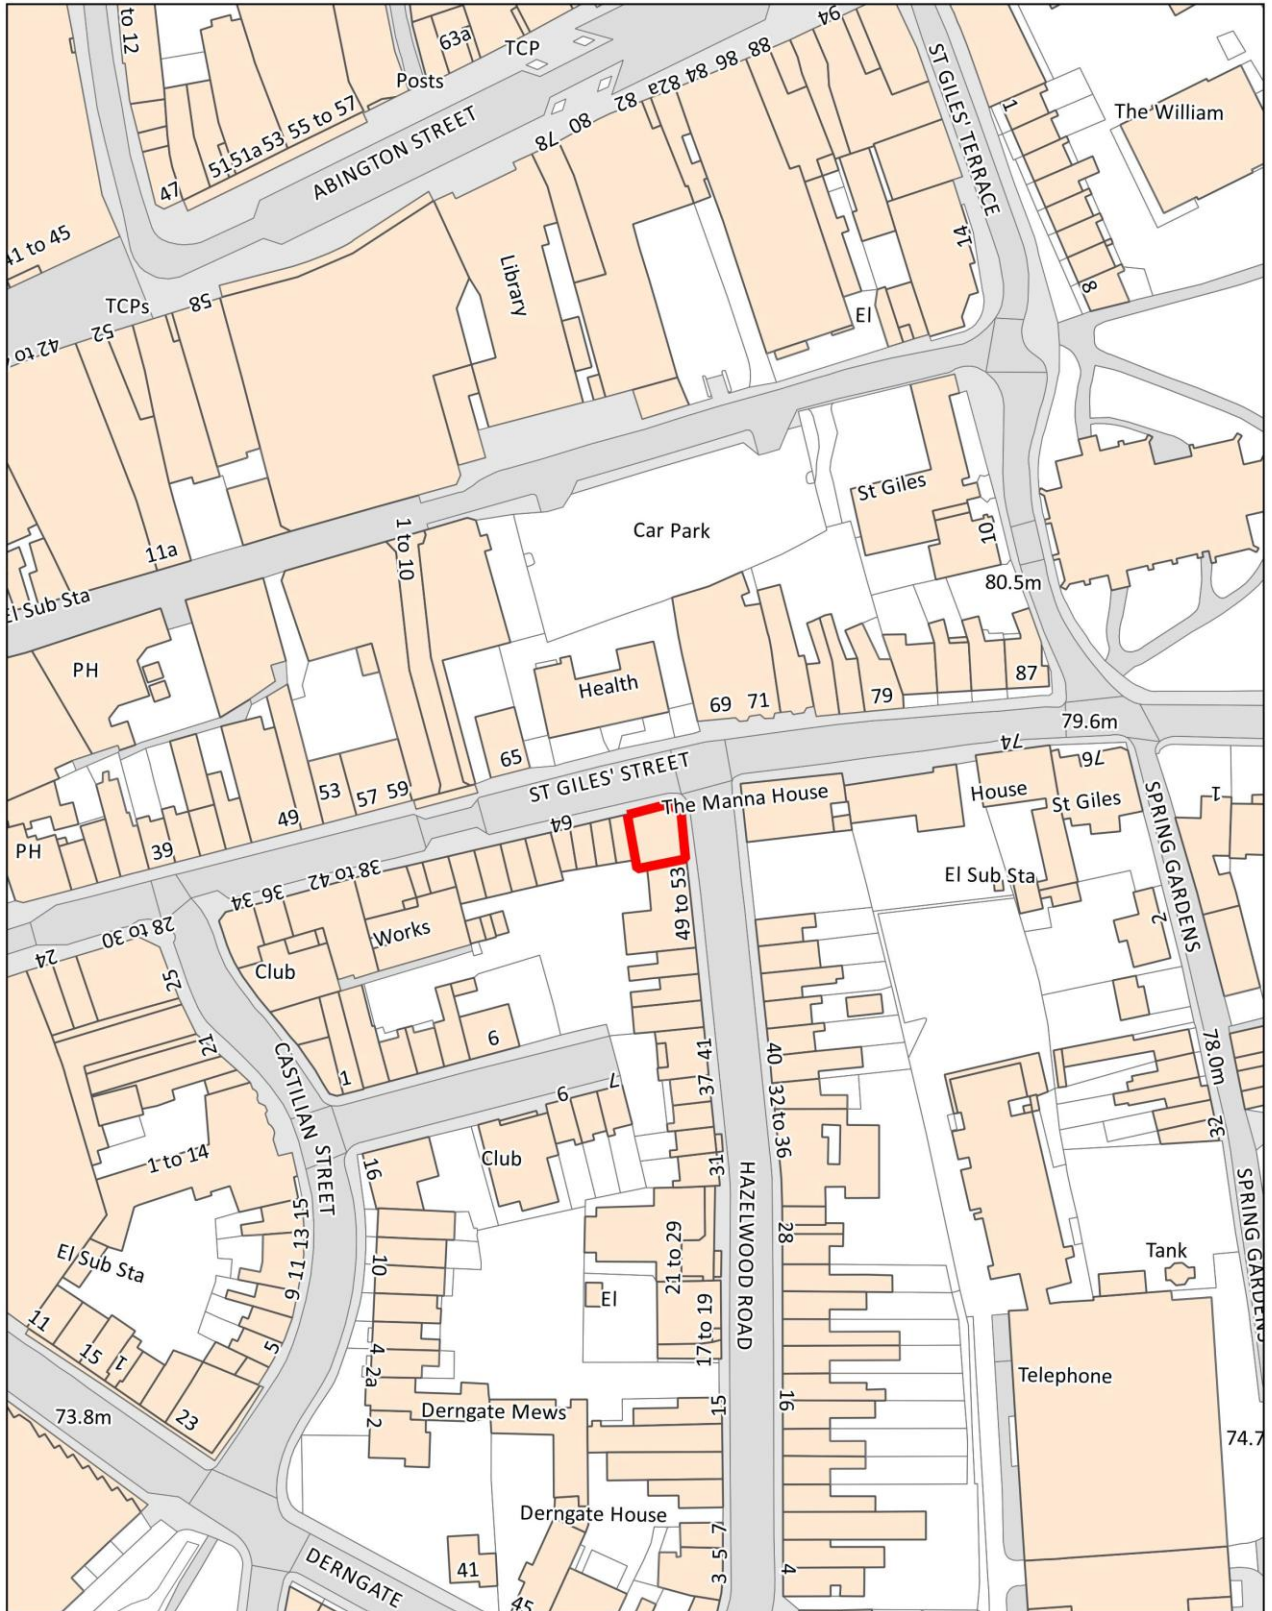 to 12
63a
TCP
94
Posts
88
86
84
82a
82
80
78
ST GILES' TERRACE
1
The William
55 to 57
53
51a
51
47
ABINGTON STREET
14
8
41 to 45
Library
TCPs
58
52
El
St Giles
Car Park
10
1 to 10
11a
80.5m
El Sub Sta
PH
Health
87
79
71
69
79.6m
74
76
65
ST GILES' STREET
House
St Giles
1
The Manna House
53
57
59
49
64
39
PH
SPRING GARDENS
El Sub Sta
38 to 42
36
34
49 to 53
2
28 to 30
24
Works
Club
25
21
6
1
CASTILIAN STREET
41
37
40
78.0m
7
9
32 to 36
32
1 to 14
16
Club
31
HAZELWOOD ROAD
SPRING GARDENS
15
13
11
9
28
El Sub Sta
10
21 to 29
Tank
El
11
15
1
5
17 to 19
4
2a
Telephone
23
73.8m
2
Derngate Mews
15
16
74.7
Derngate House
7
5
3
4
DERNGATE
41
45